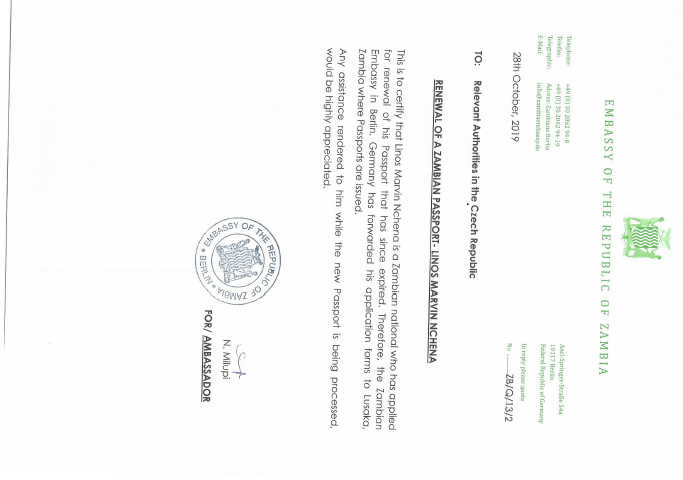 EMBASSY OF THE REPUBLIC OF ZAMBIA
Telephone: +49 (0) 30 2062 94-0
Telefax: +49 (0) 30 2062 94-19
Telegraphic: Adress: Zambians Berlin
E-Mail: info@zambiaembassy.de
Axel-Springer-Straße 54a
10117 Berlin
Federal Republic of Germany
In reply please quote
No ........ZB/Q/13/2
28th October, 2019
TO: Relevant Authorities in the Czech Republic
RENEWAL OF A ZAMBIAN PASSPORT- LINOS MARVIN NCHENA
This is to certify that Linos Marvin Nchena is a Zambian national who has applied
for renewal of his Passport that has since expired. Therefore, the Zambian
Embassy in Berlin, Germany has forwarded his application forms to Lusaka,
Zambia where Passports are issued.
Any assistance rendered to him while the new Passport is being processed,
would be highly appreciated.
EMBASSY OF THE REPUBLIC OF ZAMBIA
* BERLIN *
N. Milupi
FOR/ AMBASSADOR